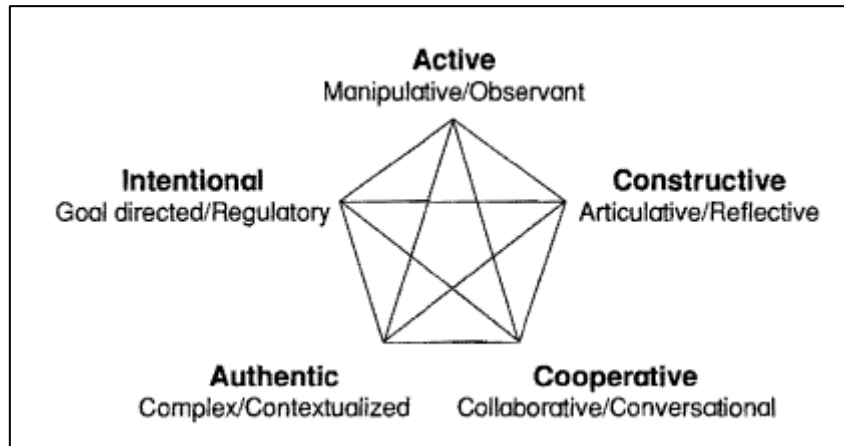 Active
Manipulative/Observant
Intentional
Goal directed/Regulatory
Constructive
Articulative/Reflective
Authentic
Complex/Contextualized
Cooperative
Collaborative/Conversational